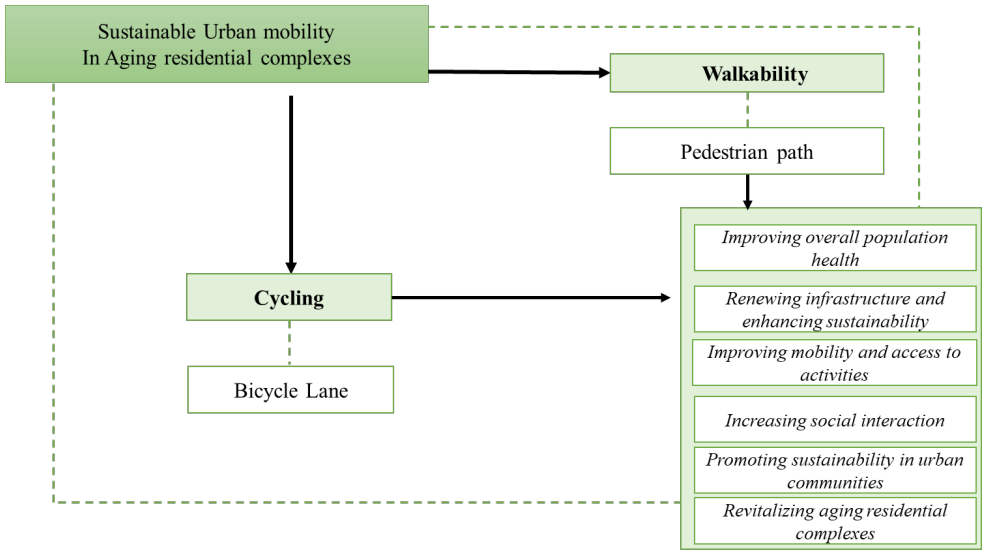 Sustainable Urban mobility
In Aging residential complexes
Walkability
Pedestrian path
Improving overall population
health
Cycling
Renewing infrastructure and
enhancing sustainability
Improving mobility and access to
activities
Bicycle Lane
Increasing social interaction
Promoting sustainability in urban
communities
Revitalizing aging residential
complexes